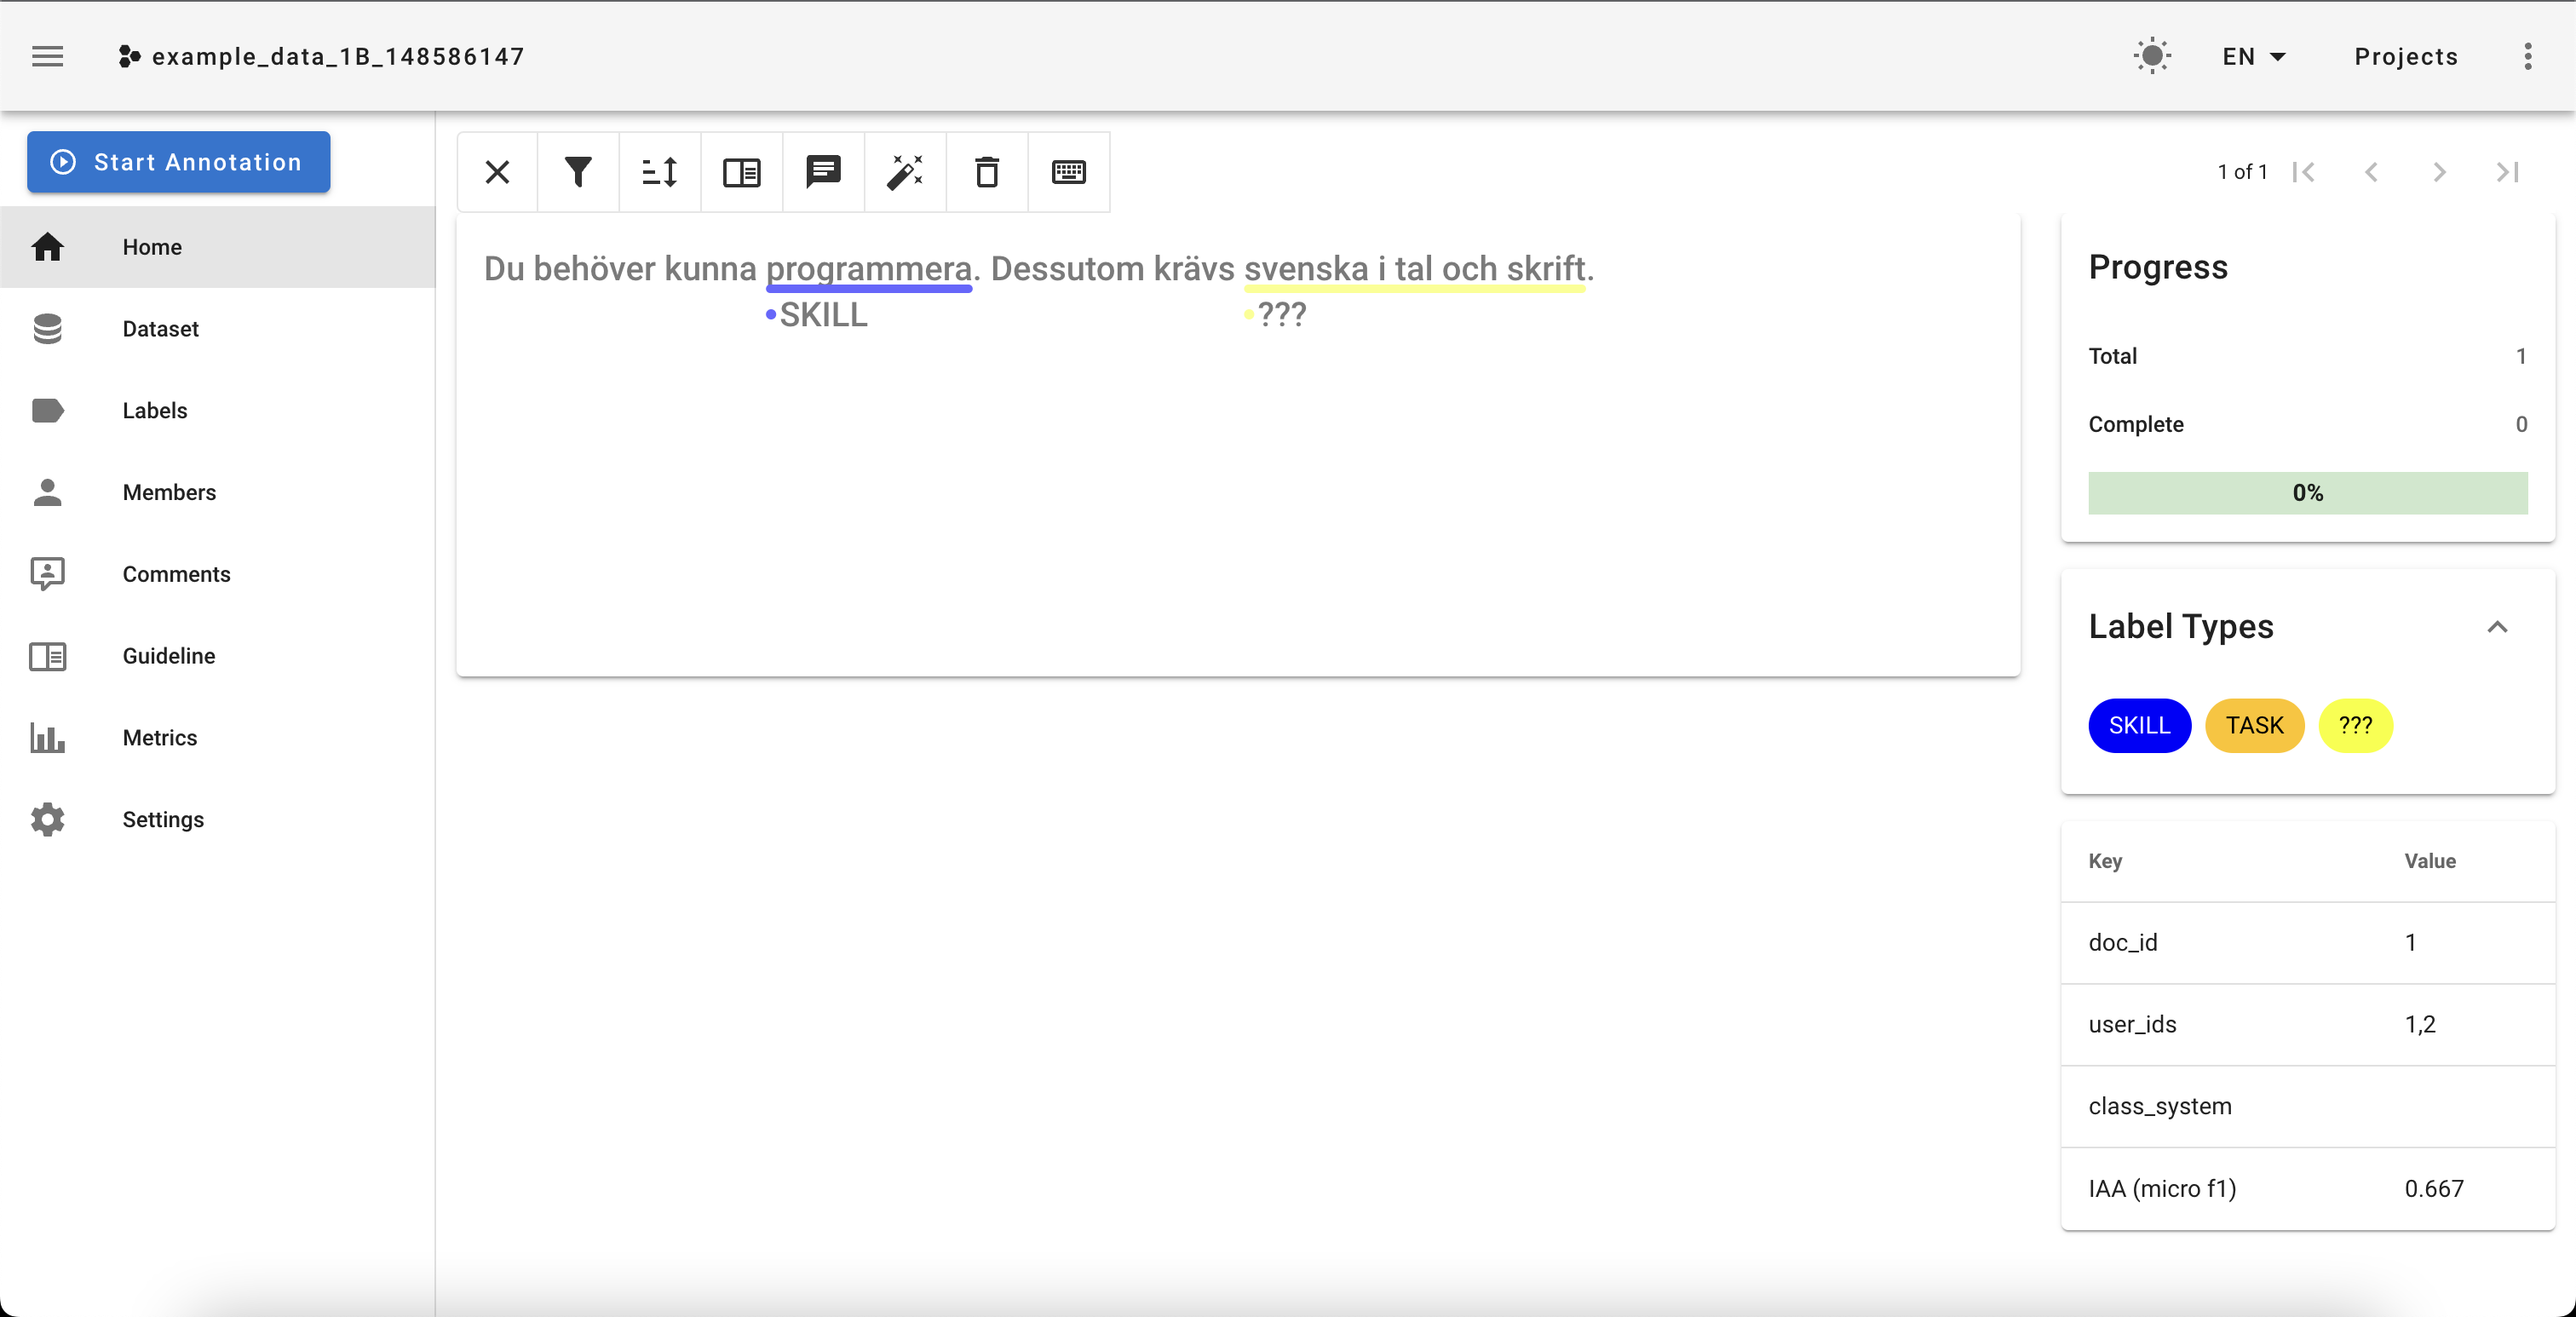 example_data_1B_148586147
EN
Projects
Start Annotation
Home
Dataset
Labels
Members
Comments
Guideline
Metrics
Settings
1 of 1
Du behöver kunna programmera. Dessutom krävs svenska i tal och skrift.
•SKILL •???
Progress
Total 1
Complete 0
0%
Label Types
SKILL TASK ???
Key Value
doc_id 1
user_ids 1,2
class_system
IAA (micro f1) 0.667